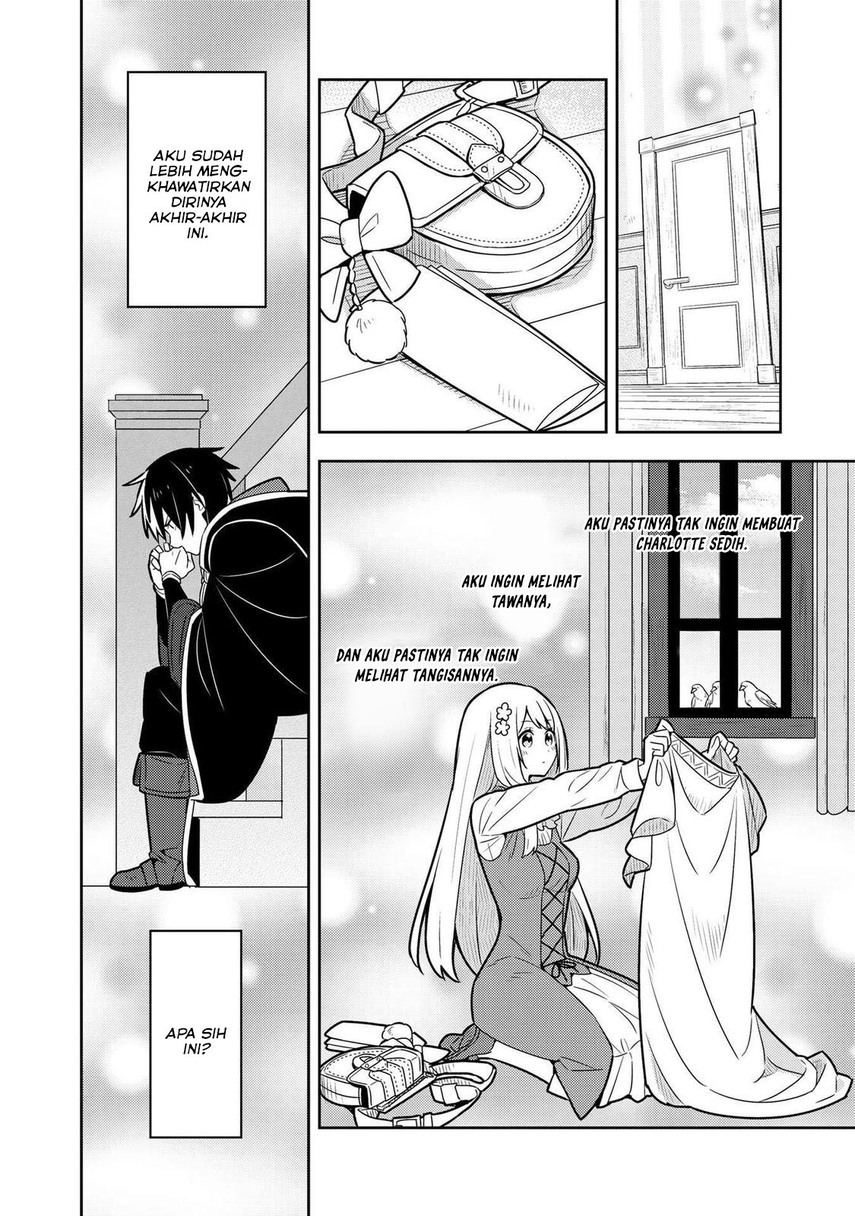 AKU PASTINYA TAK INGIN MEMBUAT
CHARLOTTE SEDIH.
AKU INGIN MELIHAT
TAWANYA,
DAN AKU PASTINYA TAK INGIN
MELIHAT TANGISANNYA.
AKU SUDAH
LEBIH MENG-
KHAWATIRKAN
DIRINYA
AKHIR-AKHIR
INI.
APA SIH
INI?